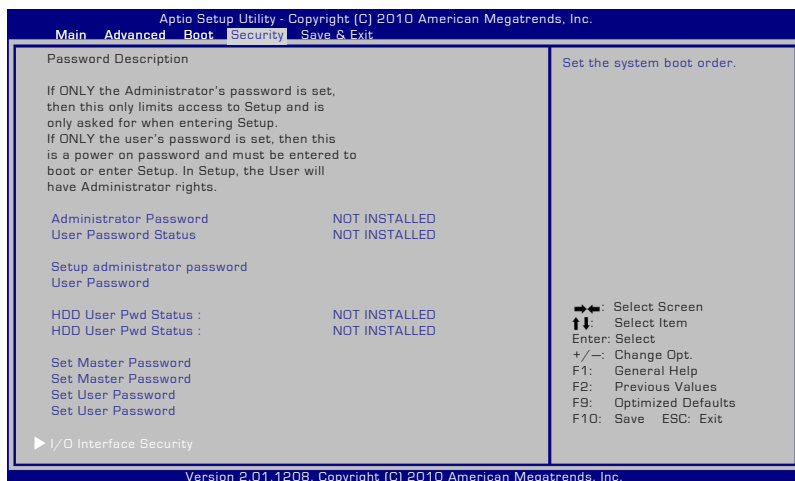 Aptio Setup Utility - Copyright (C) 2010 American Megatrends, Inc.
Main Advanced Boot Security Save & Exit
Password Description
If ONLY the Administrator's password is set,
then this only limits access to Setup and is
only asked for when entering Setup.
If ONLY the user's password is set, then this
is a power on password and must be entered to
boot or enter Setup. In Setup, the User will
have Administrator rights.
Administrator Password NOT INSTALLED
User Password Status NOT INSTALLED
Setup administrator password
User Password
HDD User Pwd Status : NOT INSTALLED
HDD User Pwd Status : NOT INSTALLED
Set Master Password
Set Master Password
Set User Password
Set User Password
I/O Interface Security
Set the system boot order.
→←: Select Screen
↑↓: Select Item
Enter: Select
+/—: Change Opt.
F1: General Help
F2: Previous Values
F9: Optimized Defaults
F10: Save ESC: Exit
Version 2.01.1208. Copyright (C) 2010 American Megatrends, Inc.